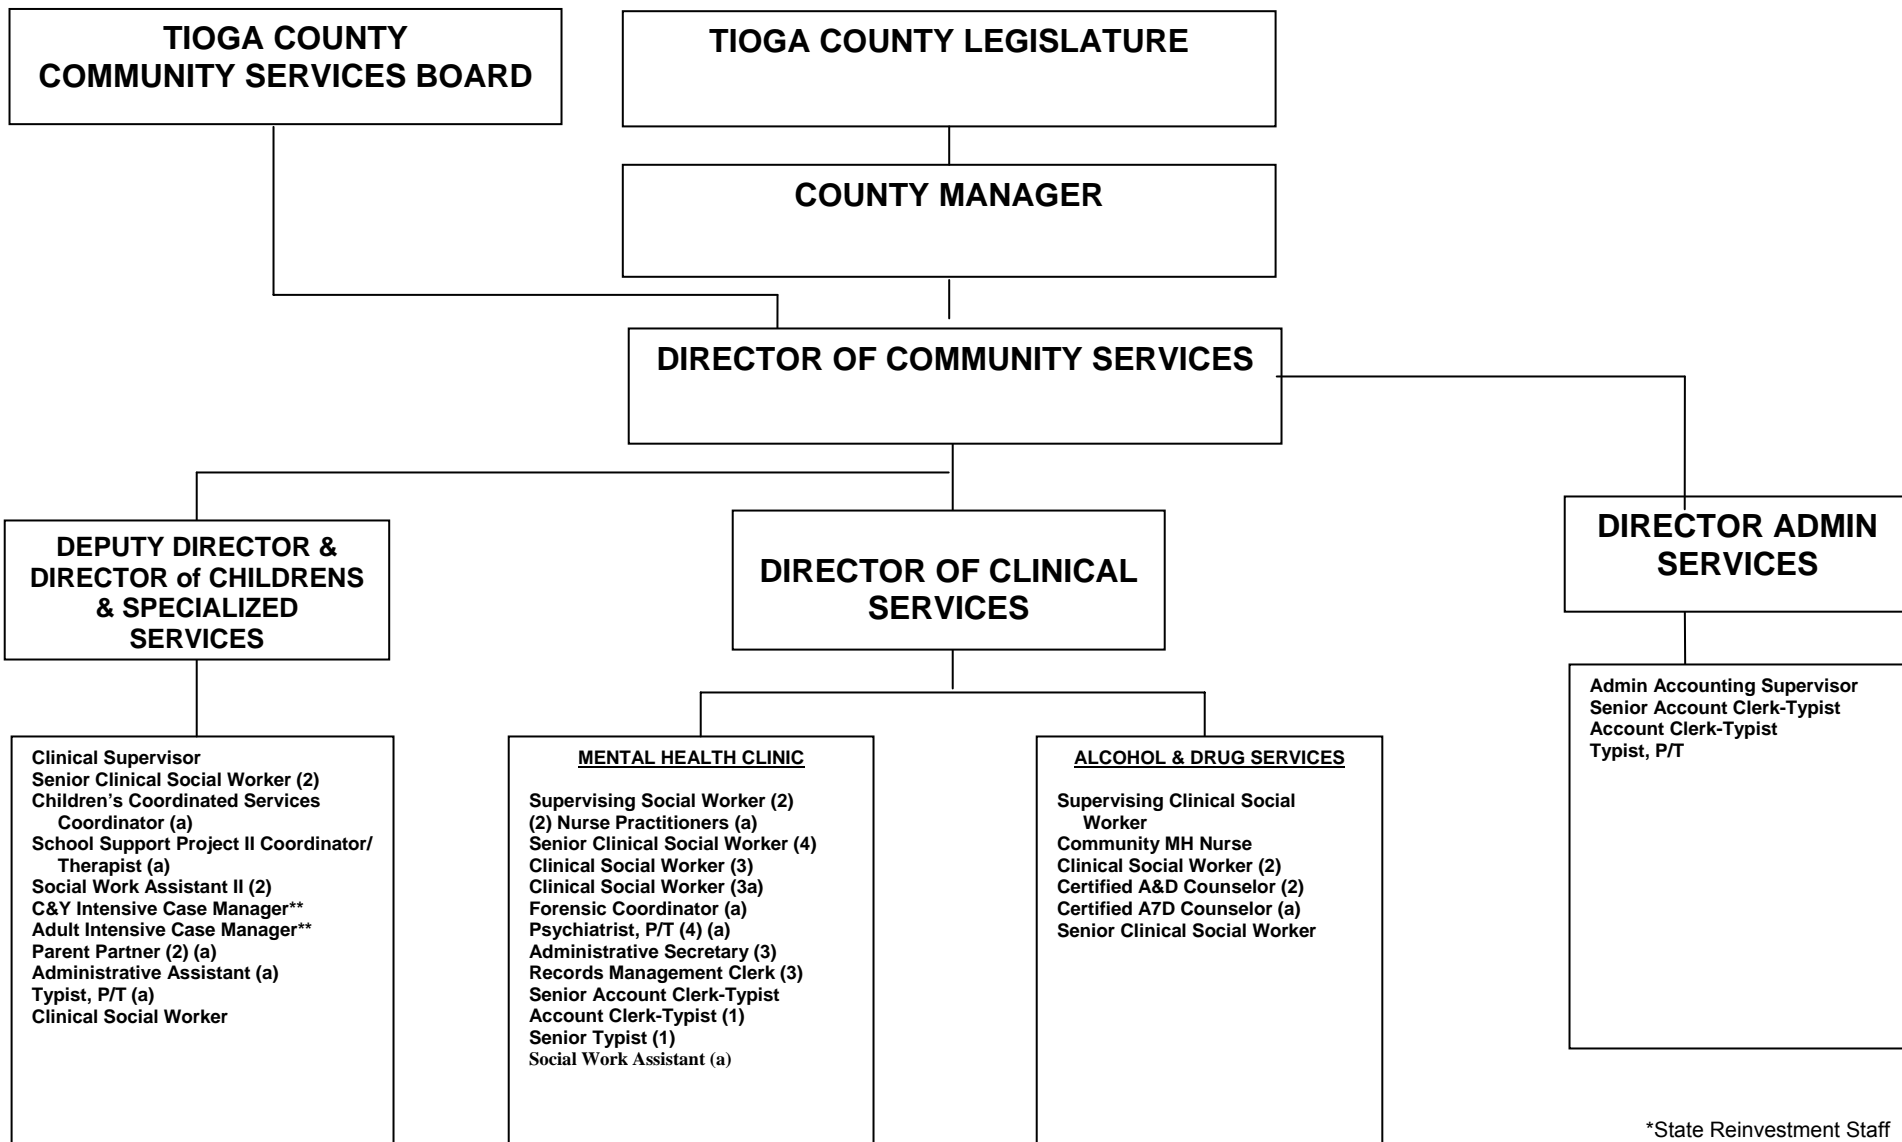 TIOGA COUNTY
COMMUNITY SERVICES BOARD
TIOGA COUNTY LEGISLATURE
COUNTY MANAGER
DIRECTOR OF COMMUNITY SERVICES
DEPUTY DIRECTOR &
DIRECTOR of CHILDRENS
& SPECIALIZED
SERVICES
DIRECTOR OF CLINICAL
SERVICES
DIRECTOR ADMIN
SERVICES
Clinical Supervisor
Senior Clinical Social Worker (2)
Children’s Coordinated Services
Coordinator (a)
School Support Project II Coordinator/
Therapist (a)
Social Work Assistant II (2)
C&Y Intensive Case Manager**
Adult Intensive Case Manager**
Parent Partner (2) (a)
Administrative Assistant (a)
Typist, P/T (a)
Clinical Social Worker
MENTAL HEALTH CLINIC
Supervising Social Worker (2)
(2) Nurse Practitioners (a)
Senior Clinical Social Worker (4)
Clinical Social Worker (3)
Clinical Social Worker (3a)
Forensic Coordinator (a)
Psychiatrist, P/T (4) (a)
Administrative Secretary (3)
Records Management Clerk (3)
Senior Account Clerk-Typist
Account Clerk-Typist (1)
Senior Typist (1)
Social Work Assistant (a)
ALCOHOL & DRUG SERVICES
Supervising Clinical Social
Worker
Community MH Nurse
Clinical Social Worker (2)
Certified A&D Counselor (2)
Certified A7D Counselor (a)
Senior Clinical Social Worker
Admin Accounting Supervisor
Senior Account Clerk-Typist
Account Clerk-Typist
Typist, P/T
*State Reinvestment Staff